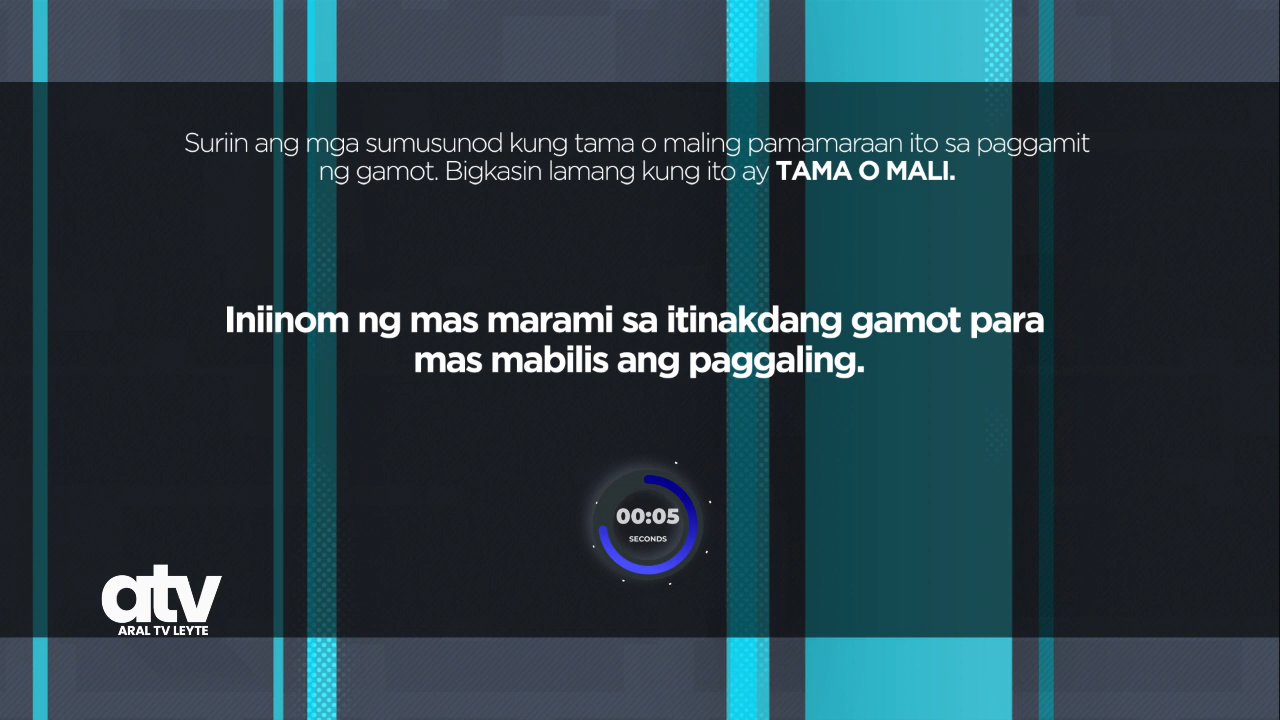 Suriin ang mga sumusunod kung tama o maling pamamaraan ito sa paggamit
ng gamot. Bigkasin lamang kung ito ay TAMA O MALI.
Iniinom ng mas marami sa itinakdang gamot para
mas mabilis ang paggaling.
00:05
SECONDS
atv
ARAL TV LEYTE